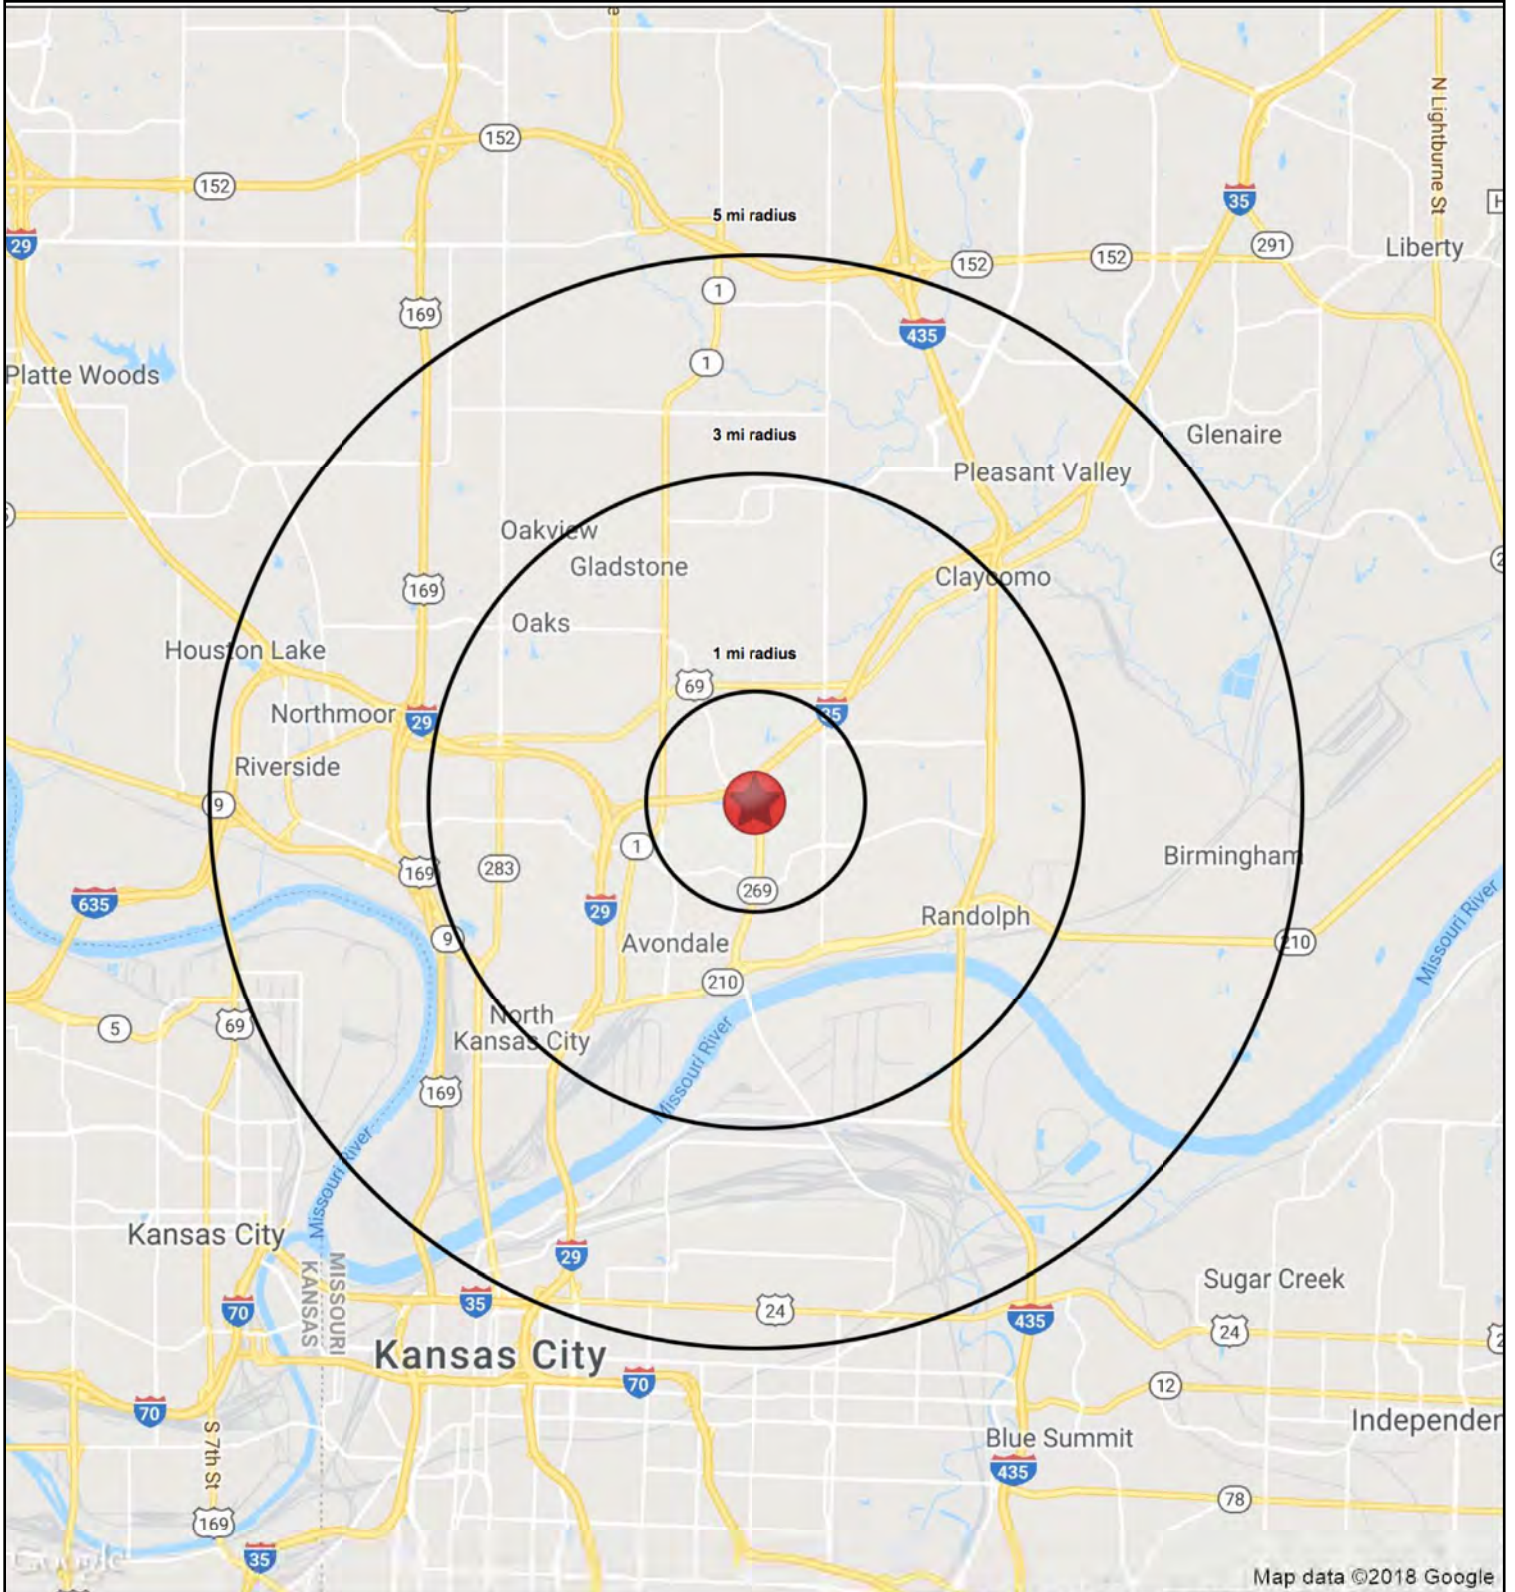 152
152
N Lightburne St
35
H
5 mi radius
29
291
Liberty
152
152
1
169
435
1
Platte Woods
3 mi radius
Glenaire
Pleasant Valley
Oakview
Gladstone
Claycomo
169
Oaks
Houston Lake
1 mi radius
69
Northmoor
29
35
Riverside
9
1
Birmingham
169
283
269
635
29
Randolph
9
Avondale
210
Missouri River
210
North
Kansas City
5
69
Missouri River
169
Missouri River
Kansas City
29
MISSOURI
KANSAS
Sugar Creek
70
35
24
435
24
Kansas City
70
12
70
Independen
S 7th St
Blue Summit
435
78
169
35
Google
Map data ©2018 Google